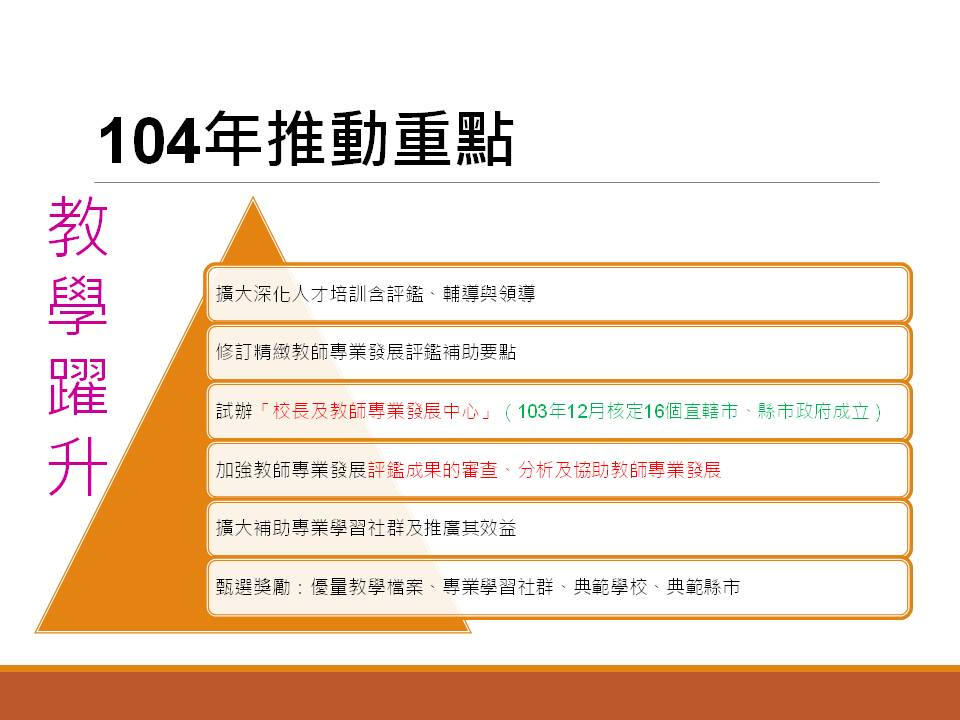 104年推動重點
教學躍升
擴大深化人才培訓含評鑑、輔導與領導
修訂精緻教師專業發展評鑑補助要點
試辦「校長及教師專業發展中心」（103年12月核定16個直轄市、縣市政府成立）
加強教師專業發展評鑑成果的審查、分析及協助教師專業發展
擴大補助專業學習社群及推廣其效益
甄選獎勵：優量教學檔案、專業學習社群、典範學校、典範縣市